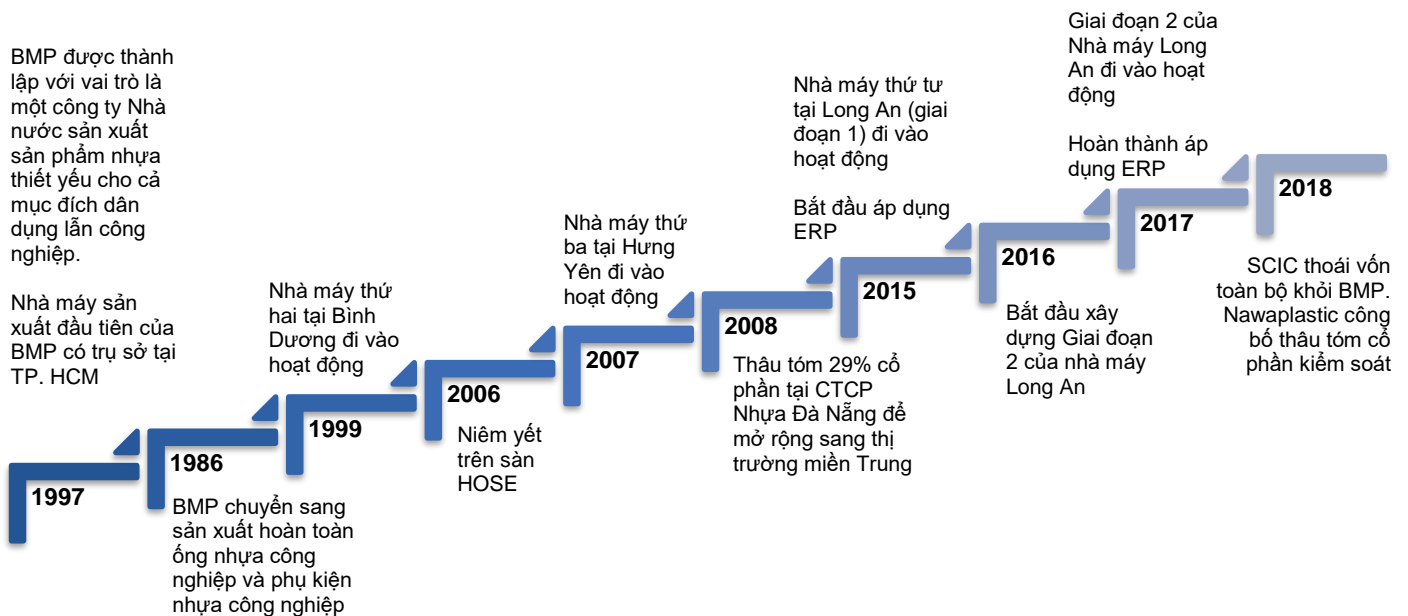 BMP được thành
lập với vai trò là
một công ty Nhà
nước sản xuất
sản phẩm nhựa
thiết yếu cho cả
mục đích dân
dụng lẫn công
nghiệp.
Nhà máy sản
xuất đầu tiên của
BMP có trụ sở tại
TP. HCM
1997
1986
BMP chuyển sang
sản xuất hoàn toàn
ống nhựa công
nghiệp và phụ kiện
nhựa công nghiệp
Nhà máy thứ
hai tại Bình
Dương đi vào
hoạt động
1999
2006
Niêm yết
trên sàn
HOSE
Nhà máy thứ
ba tại Hưng
Yên đi vào
hoạt động
2007
2008
Thâu tóm 29% cổ
phần tại CTCP
Nhựa Đà Nẵng để
mở rộng sang thị
trường miền Trung
Nhà máy thứ tư
tại Long An (giai
đoạn 1) đi vào
hoạt động
Bắt đầu áp dụng
ERP
2015
2016
Bắt đầu xây
dựng Giai đoạn
2 của nhà máy
Long An
Giai đoạn 2 của
Nhà máy Long
An đi vào hoạt
động
Hoàn thành áp
dụng ERP
2017
2018
SCIC thoái vốn
toàn bộ khỏi BMP.
Nawaplastic công
bố thâu tóm cổ
phần kiểm soát